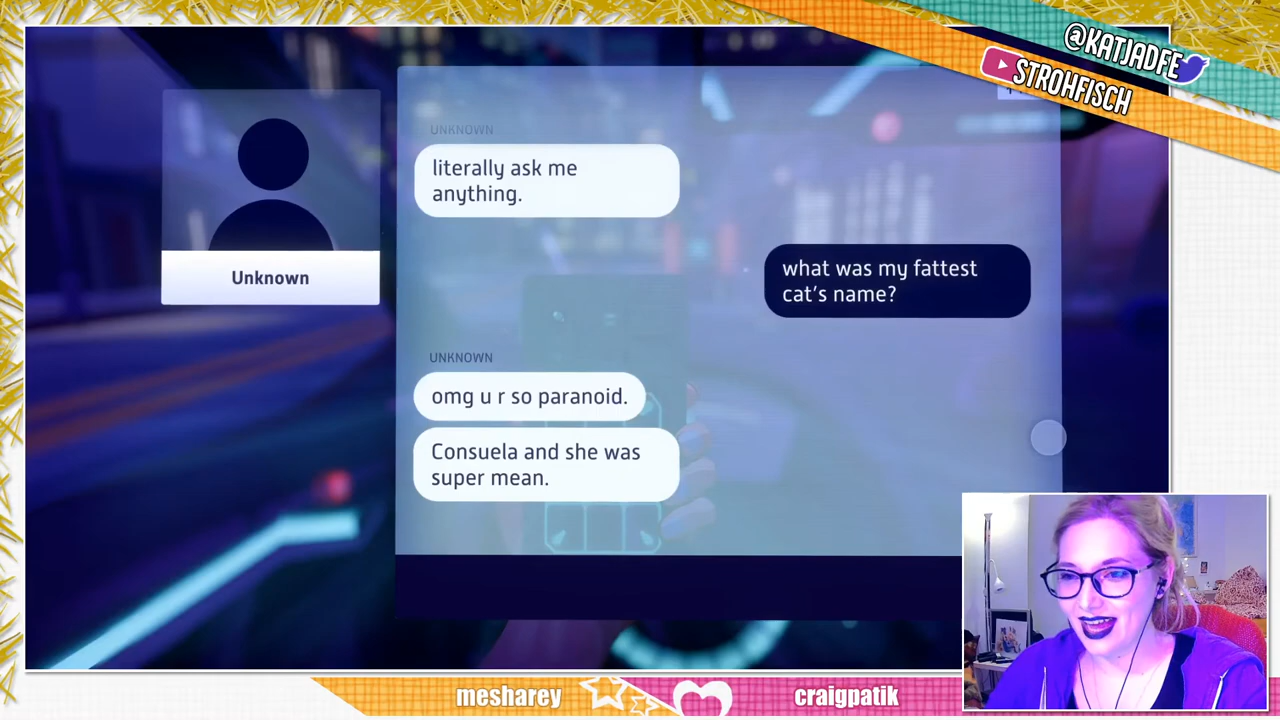 @KATJADFE
STROHFISCH
UNKNOWN
literally ask me
anything.
what was my fattest
cat's name?
Unknown
UNKNOWN
omg u r so paranoid.
Consuela and she was
super mean.
mesharey
craigpatik